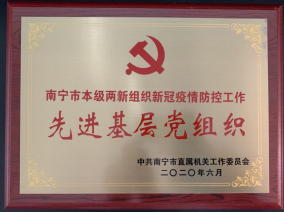 南宁市本级两新组织新冠疫情防控工作
先进基层党组织
中共南宁市直属机关工作委员会
二〇二〇年六月